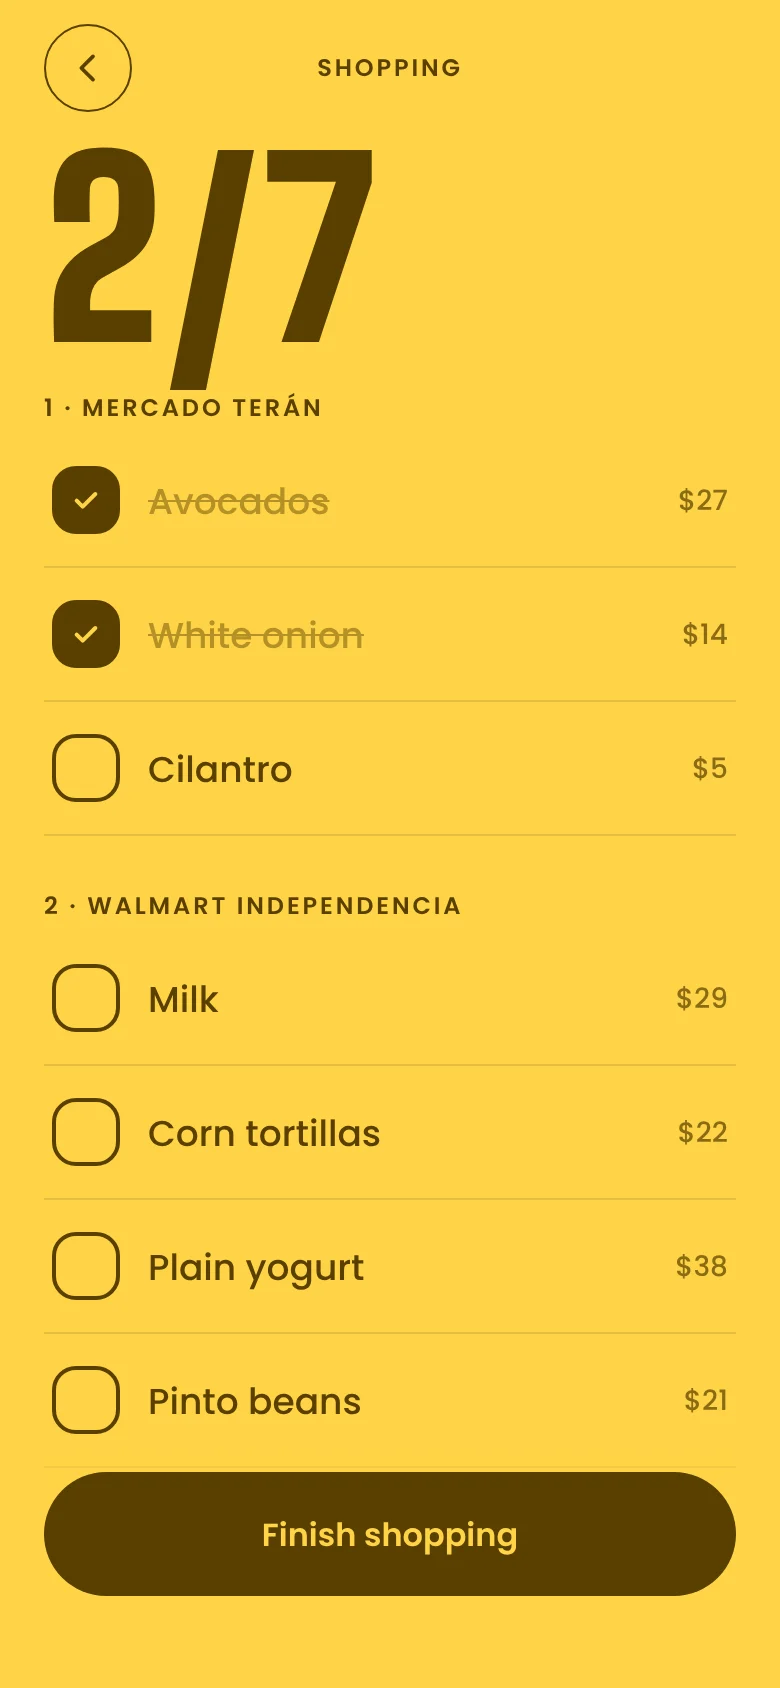 SHOPPING
2/7
1 · MERCADO TERÁN
Avocados $27
White onion $14
Cilantro $5
2 · WALMART INDEPENDENCIA
Milk $29
Corn tortillas $22
Plain yogurt $38
Pinto beans $21
Finish shopping